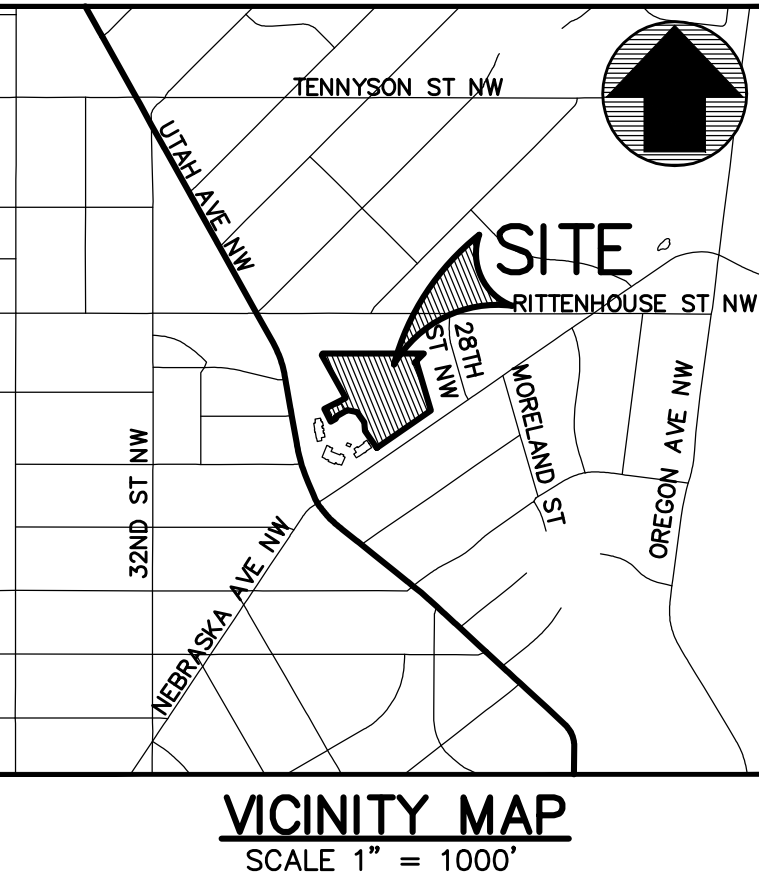 TENNYSON ST NW
UTAH AVE NW
SITE
RITTENHOUSE ST NW
28TH
ST NW
MORELAND ST
OREGON AVE NW
32ND ST NW
NEBRASKA AVE NW
VICINITY MAP
SCALE 1" = 1000'